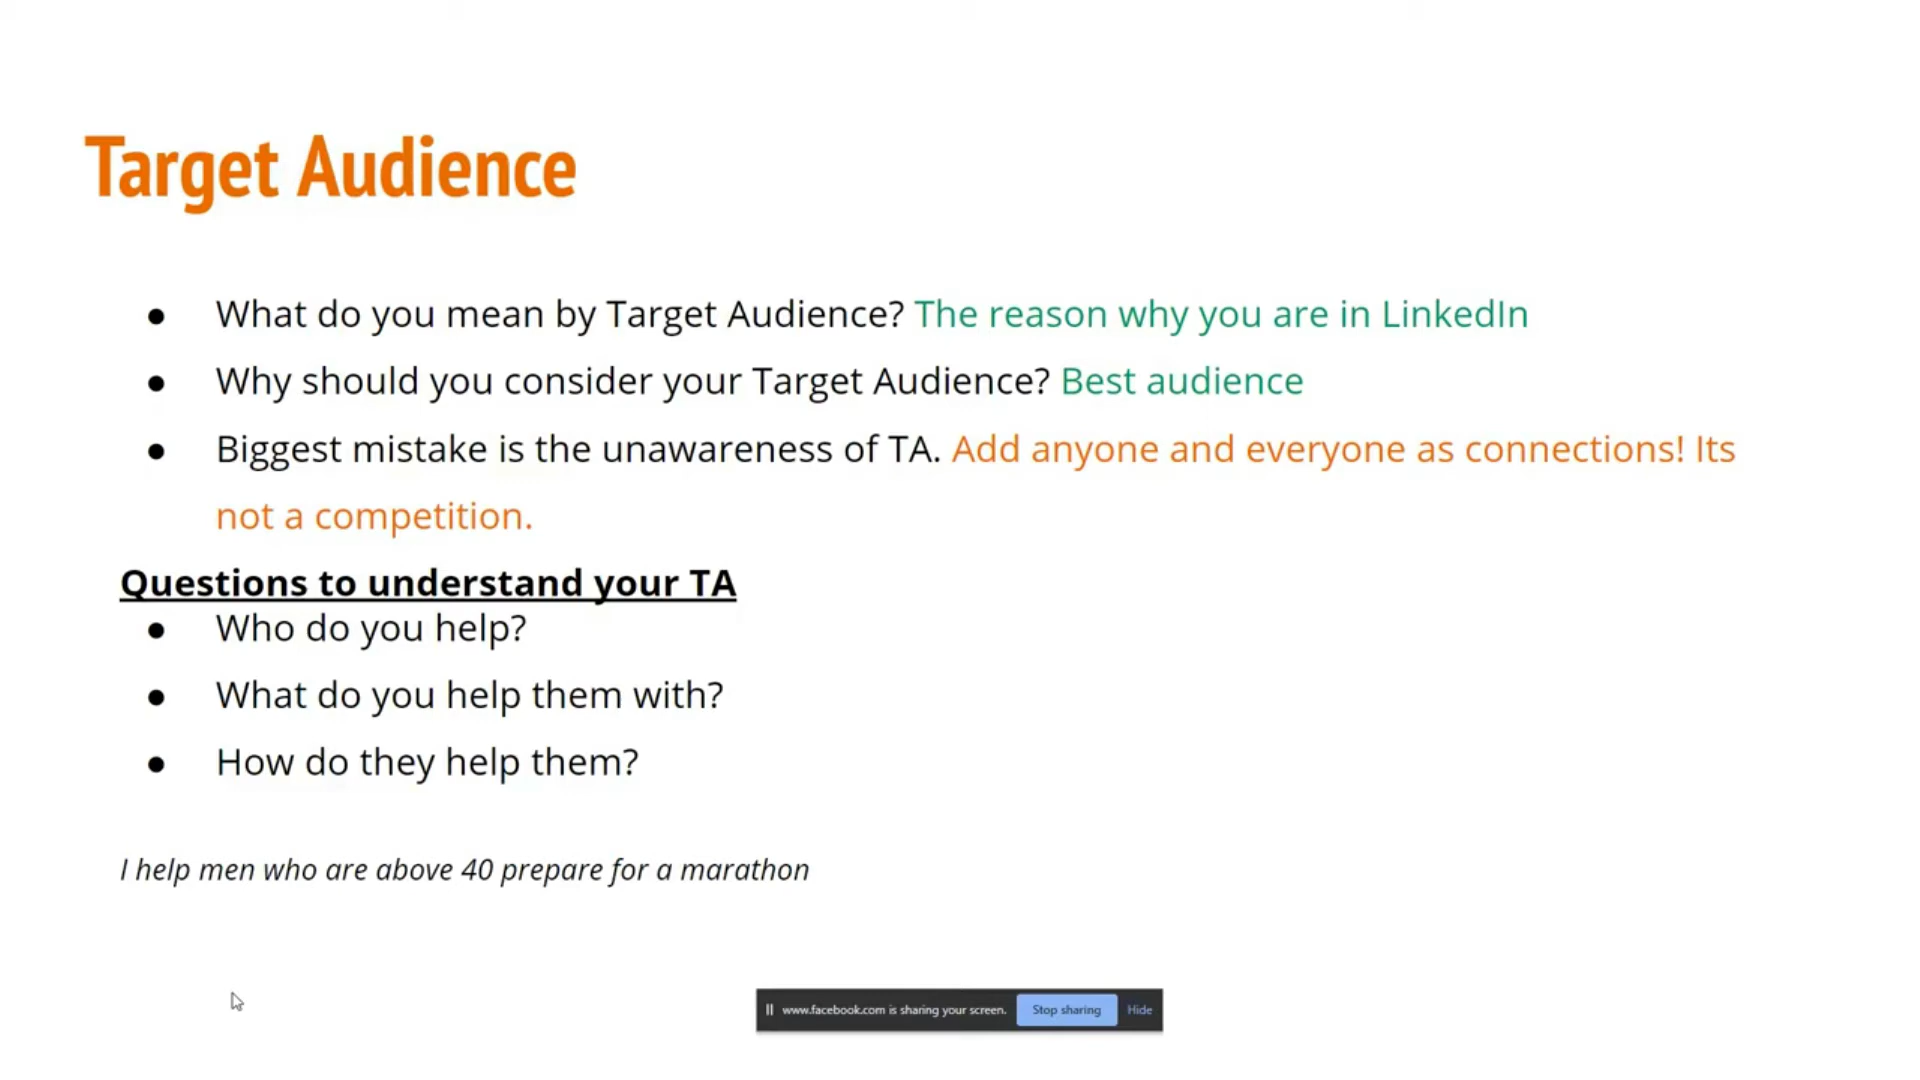 Target Audience
● What do you mean by Target Audience? The reason why you are in LinkedIn
● Why should you consider your Target Audience? Best audience
● Biggest mistake is the unawareness of TA. Add anyone and everyone as connections! Its
not a competition.
Questions to understand your TA
● Who do you help?
● What do you help them with?
● How do they help them?
I help men who are above 40 prepare for a marathon
www.facebook.com is sharing your screen. Stop sharing Hide